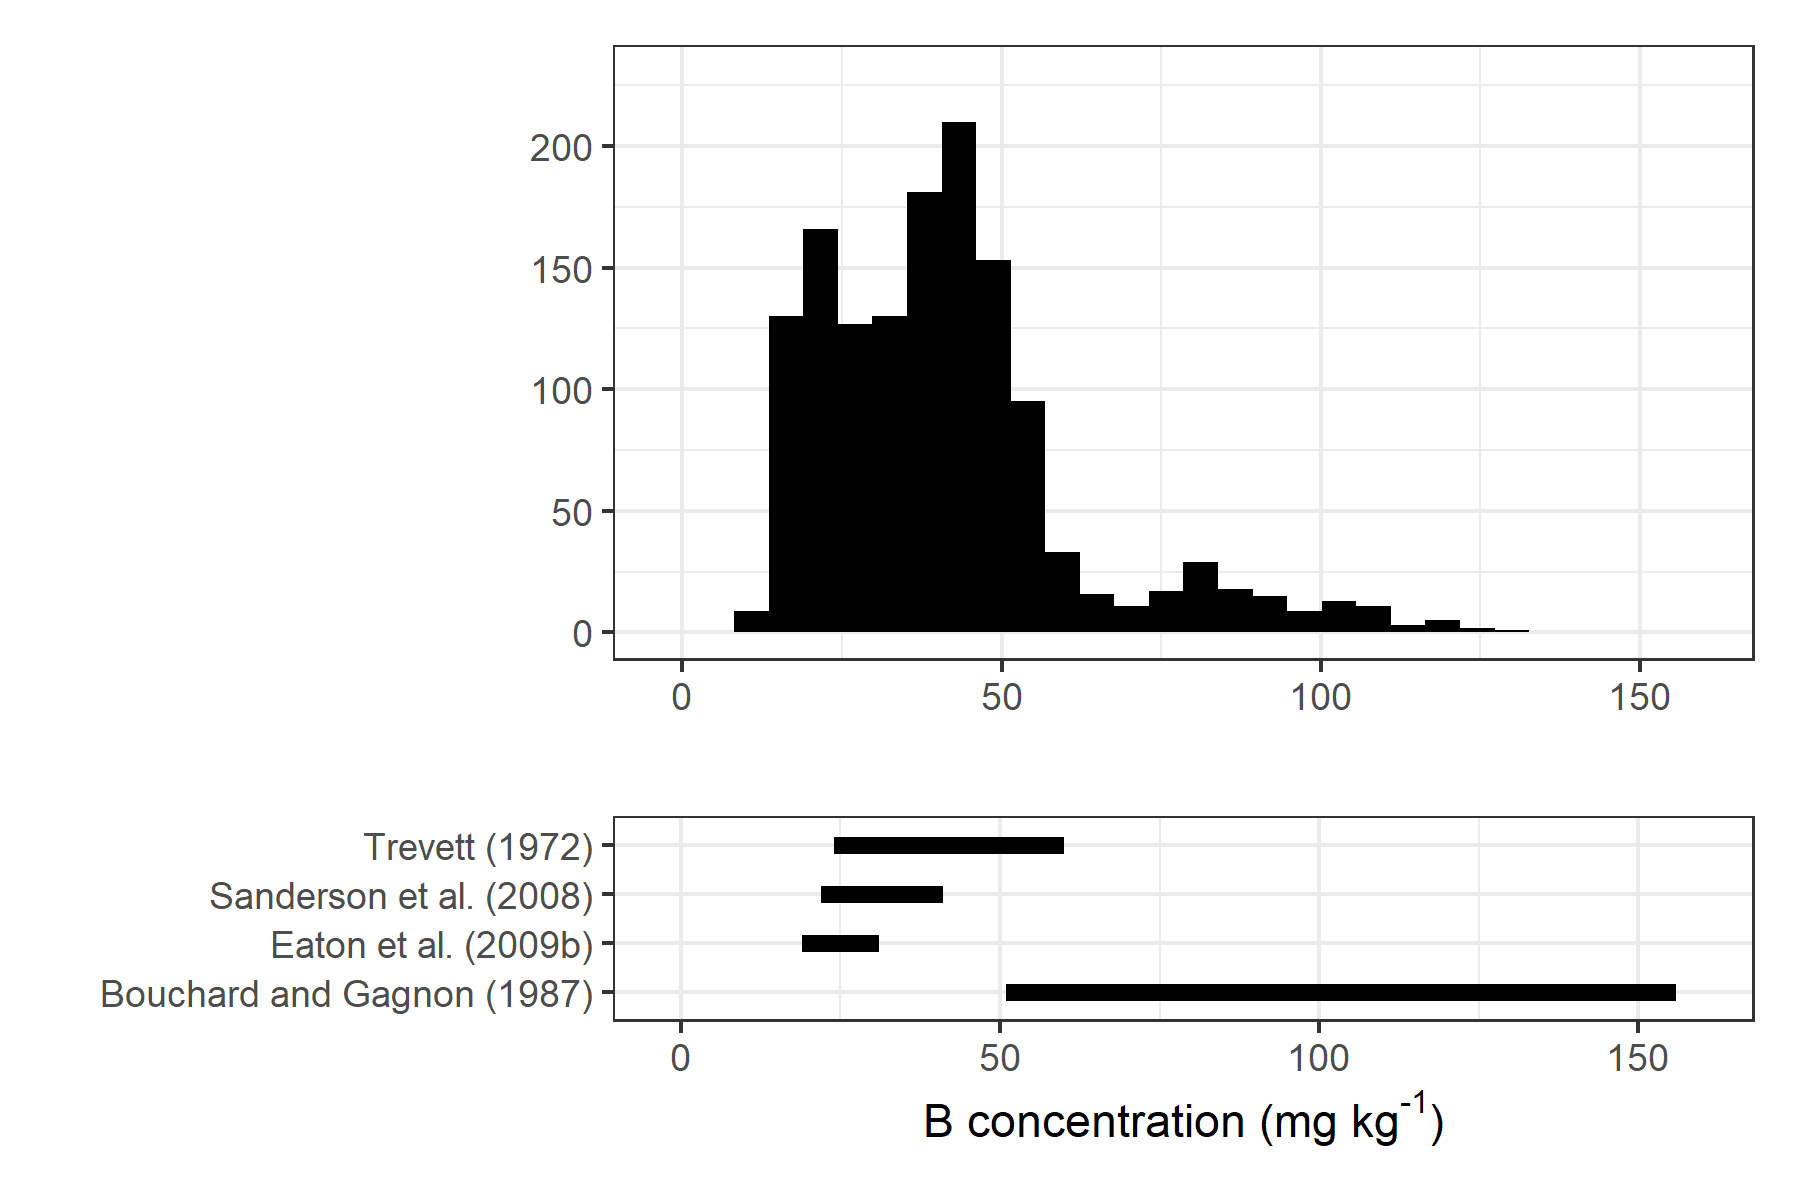 200
150
100
50
0
0 50 100 150
Trevett (1972)
Sanderson et al. (2008)
Eaton et al. (2009b)
Bouchard and Gagnon (1987)
0 50 100 150
B concentration (mg kg⁻¹)